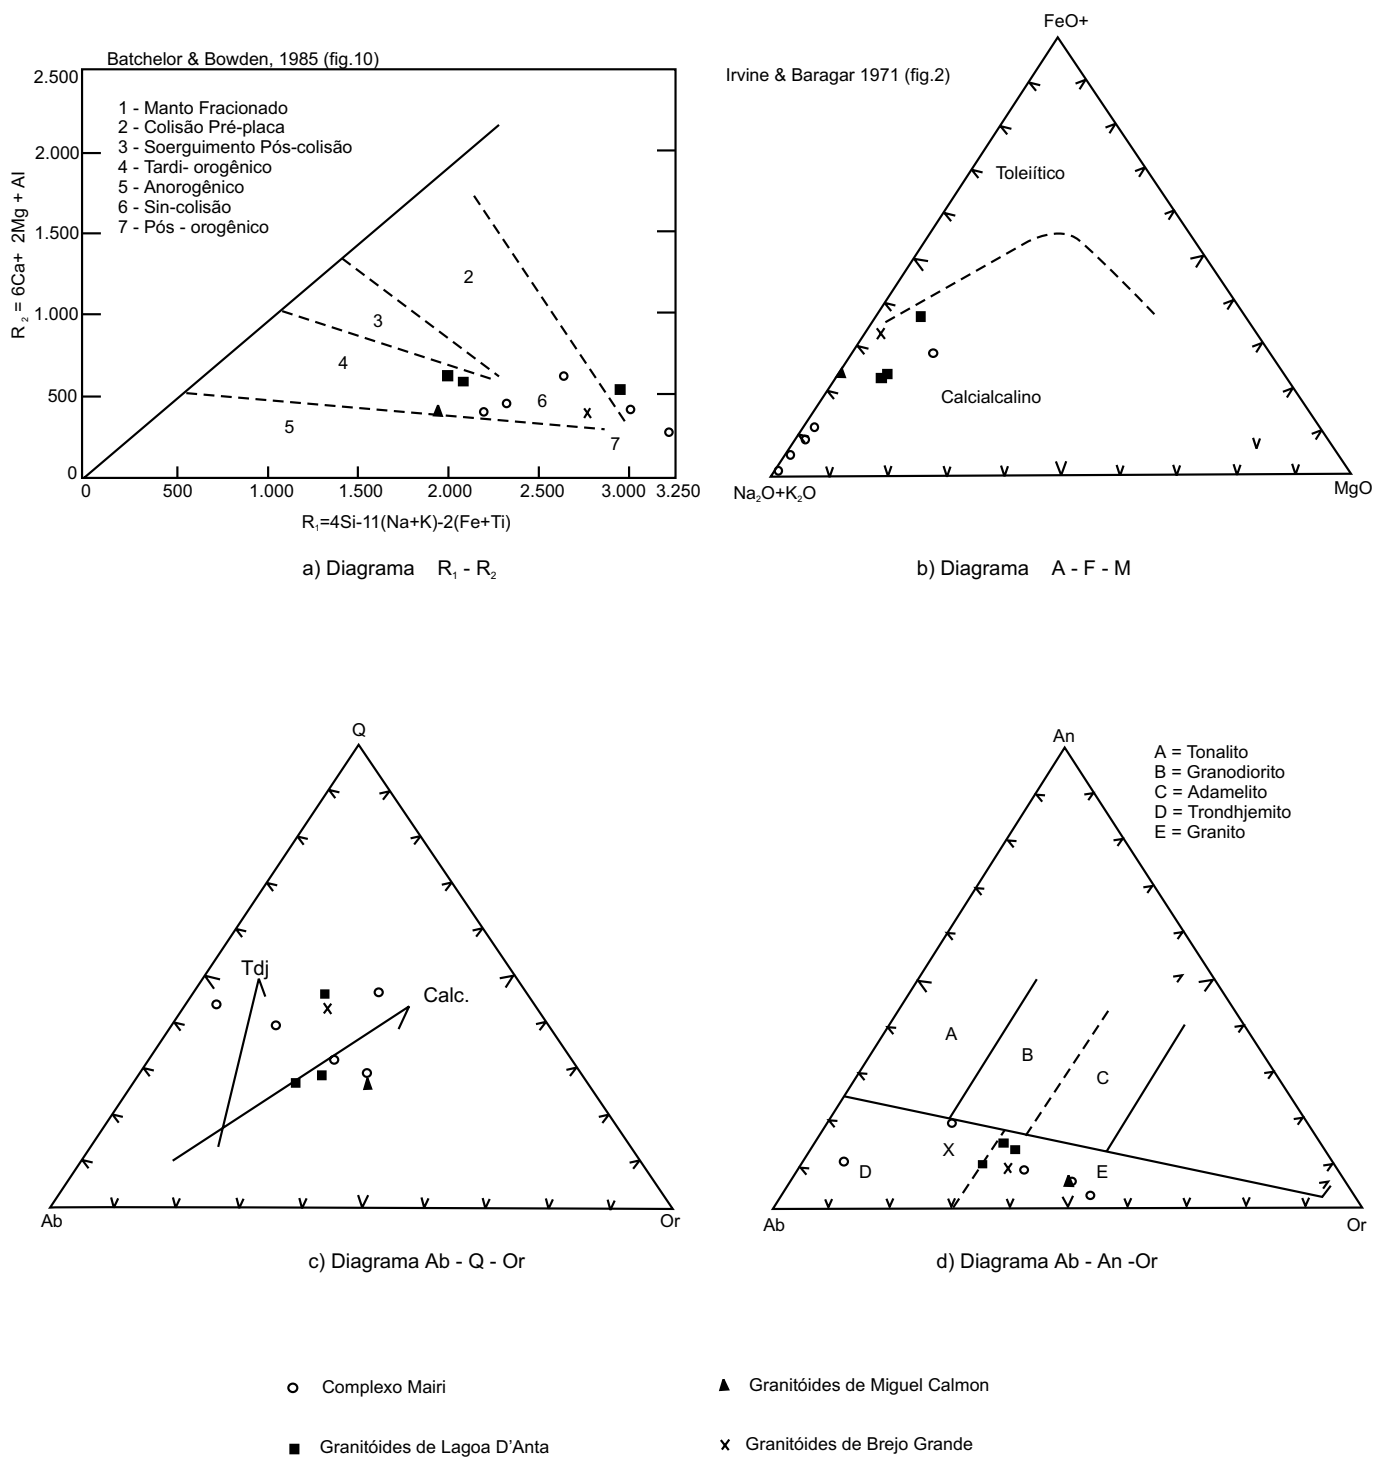 Batchelor & Bowden, 1985 (fig.10)
2.500
2.000
1.500
1.000
500
0
R₂ = 6Ca+ 2Mg + Al
1 - Manto Fracionado
2 - Colisão Pré-placa
3 - Soerguimento Pós-colisão
4 - Tardi- orogênico
5 - Anorogênico
6 - Sin-colisão
7 - Pós - orogênico
2
3
4
5
6
7
0 500 1.000 1.500 2.000 2.500 3.000 3.250
R₁=4Si-11(Na+K)-2(Fe+Ti)
a) Diagrama R₁ - R₂
FeO+
Irvine & Baragar 1971 (fig.2)
Toleiítico
Calcialcalino
Na₂O+K₂O
MgO
b) Diagrama A - F - M
Q
Tdj
Calc.
Ab
Or
c) Diagrama Ab - Q - Or
An
A = Tonalito
B = Granodiorito
C = Adamelito
D = Trondhjemito
E = Granito
A
B
C
X
D
E
Ab
Or
d) Diagrama Ab - An -Or
Complexo Mairi
Granitóides de Miguel Calmon
Granitóides de Lagoa D'Anta
Granitóides de Brejo Grande